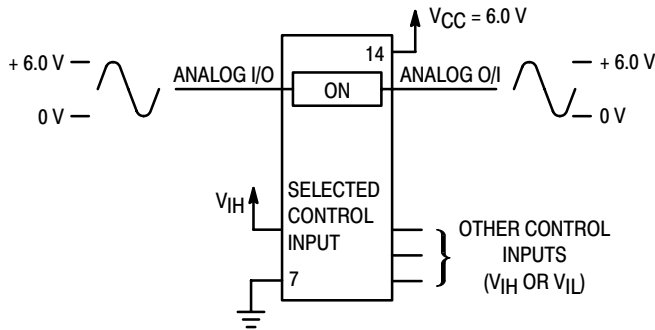 VCC = 6.0 V
14
+ 6.0 V
0 V
ANALOG I/O
ON
ANALOG O/I
+ 6.0 V
0 V
VIH
SELECTED
CONTROL
INPUT
7
OTHER CONTROL
INPUTS
(VIH OR VIL)